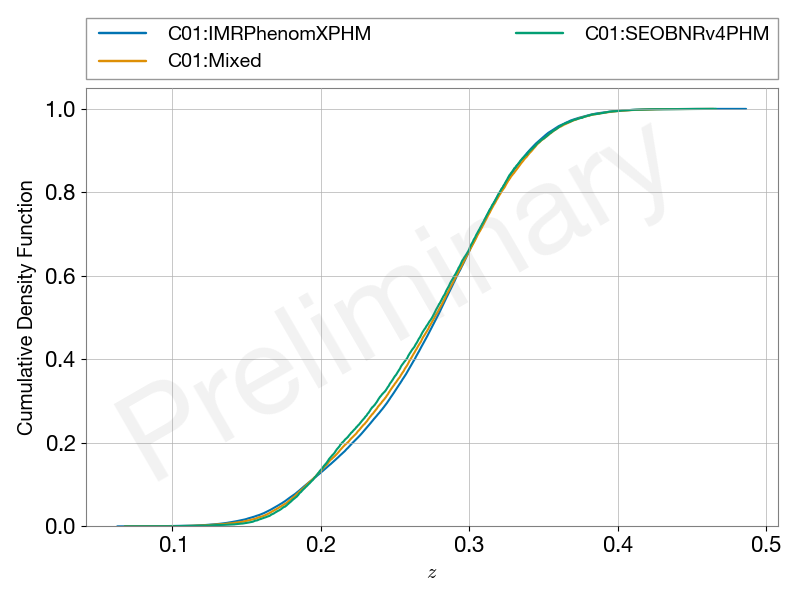 C01:IMRPhenomXPHM
C01:Mixed
C01:SEOBNRv4PHM
Cumulative Density Function
1.0
0.8
0.6
0.4
0.2
0.0
0.1
0.2
0.3
0.4
0.5
z
Preliminary